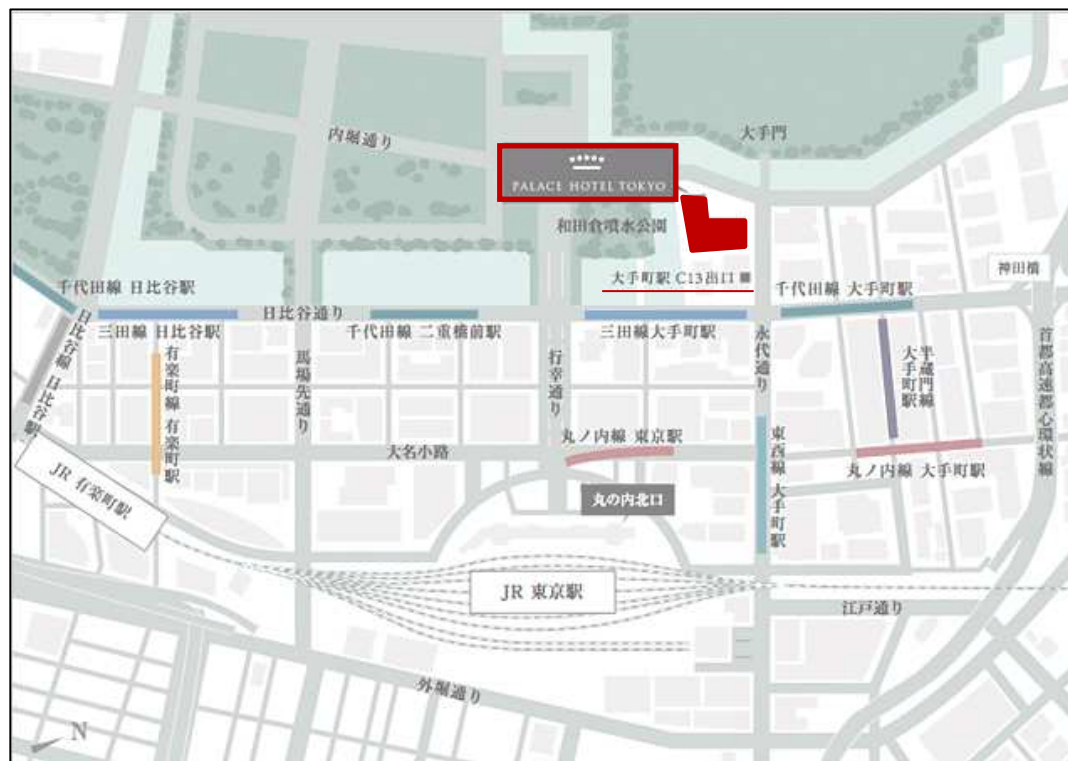 内堀通り
大手門
PALACE HOTEL TOKYO
和田倉噴水公園
大手町駅 C13出口
神田橋
千代田線 日比谷駅
千代田線 大手町駅
日比谷通り
三田線 日比谷駅
千代田線 二重橋前駅
三田線大手町駅
日比谷線 日比谷駅
有楽町線 有楽町駅
馬場先通り
行幸通り
永代通り
半蔵門線
大手町駅
首都高速都心環状線
大名小路
丸ノ内線 東京駅
東西線 大手町駅
丸ノ内線 大手町駅
JR 有楽町駅
丸の内北口
JR 東京駅
江戸通り
外堀通り
N